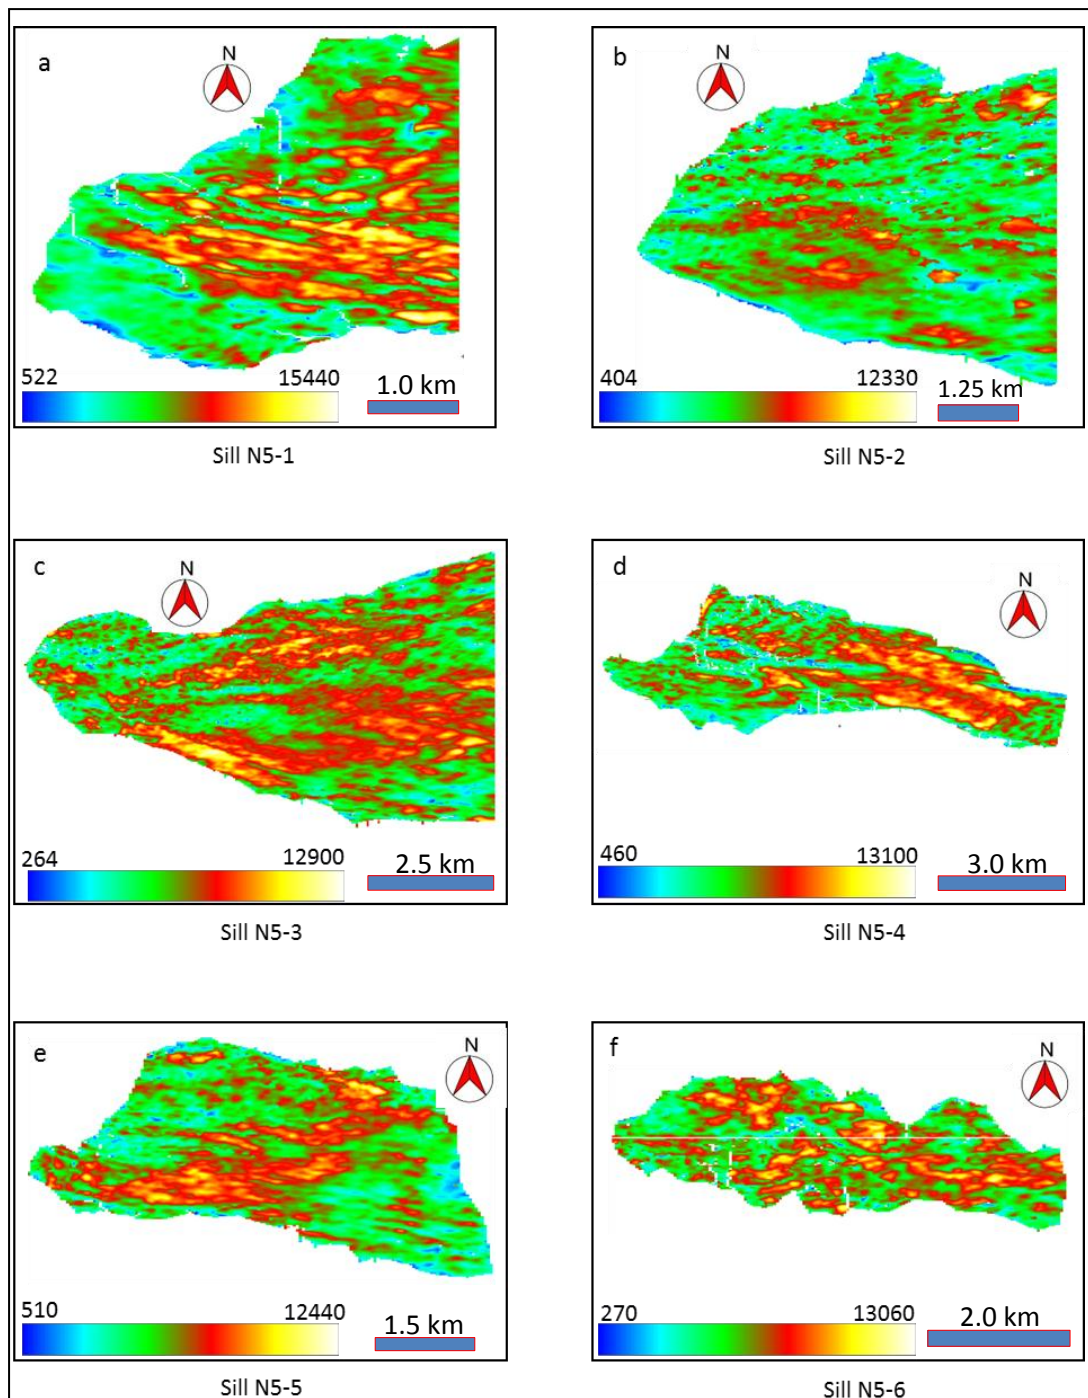 a
N
522
15440
1.0 km
Sill N5-1
b
N
404
12330
1.25 km
Sill N5-2
c
N
264
12900
2.5 km
Sill N5-3
d
N
460
13100
3.0 km
Sill N5-4
e
N
510
12440
1.5 km
Sill N5-5
f
N
270
13060
2.0 km
Sill N5-6